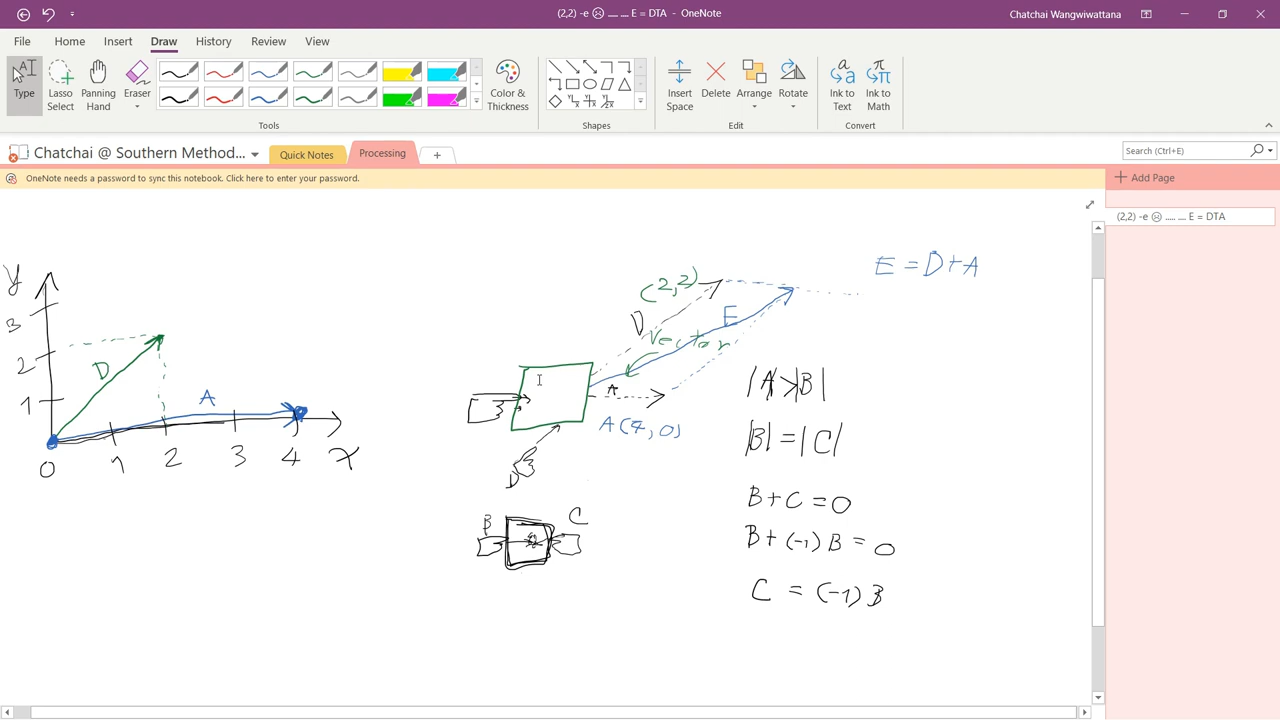 (2,2) -e ☹ __ __ E = DTA - OneNote
Chatchai Wangwiwattana
File Home Insert Draw History Review View
Type
Lasso Select
Panning Hand
Eraser
Color & Thickness
Insert Space
Delete
Arrange
Rotate
Ink to Text
Ink to Math
Tools
Shapes
Edit
Convert
Chatchai @ Southern Method...
Quick Notes
Processing
Search (Ctrl+E)
OneNote needs a password to sync this notebook. Click here to enter your password.
Add Page
(2,2) -e ☹ ..... __ E = DTA
y
3
2
1
0
1 2 3 4 x
D
A
(2,2)
D
E
Vector
A
A(4,0)
D
B
C
E = D+A
|A|>|B|
|B| = |C|
B + C = 0
B + (-1) B = 0
C = (-1) B